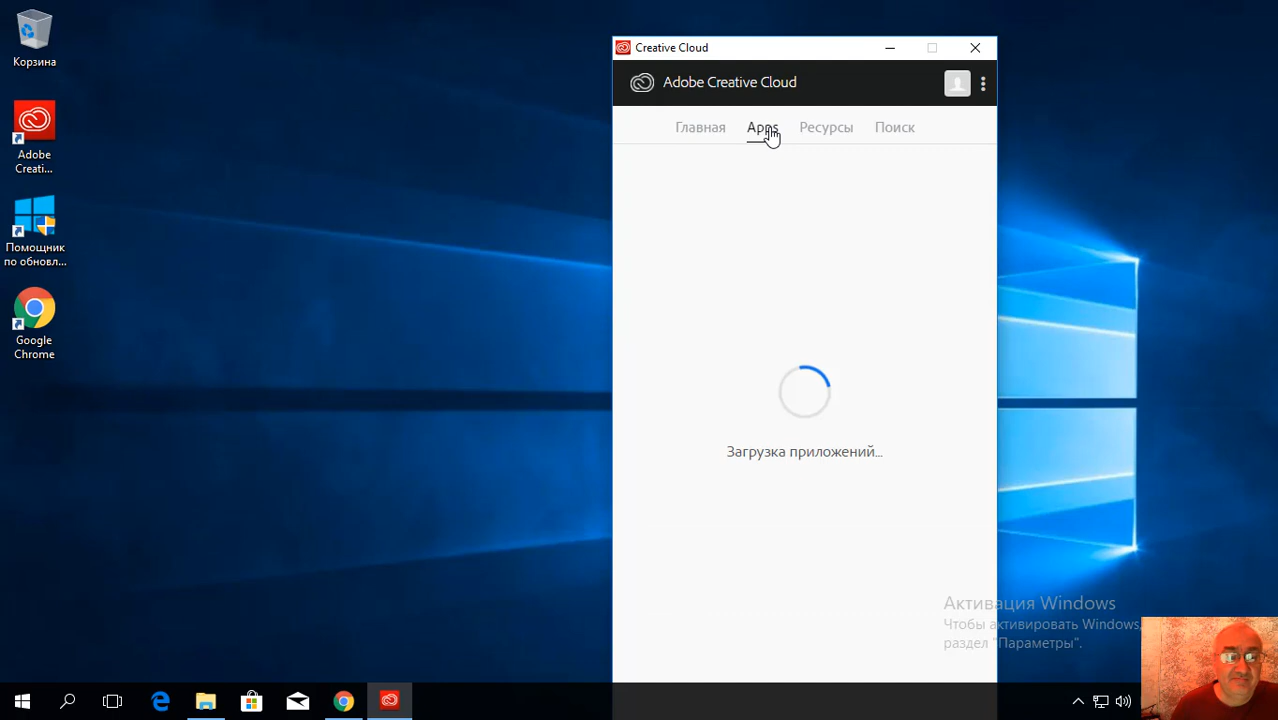 Корзина
Adobe
Creati...
Помощник
по обновл...
Google
Chrome
Creative Cloud
Adobe Creative Cloud
Главная Apps Ресурсы Поиск
Загрузка приложений...
Активация Windows
Чтобы активировать Windows,
раздел "Параметры".